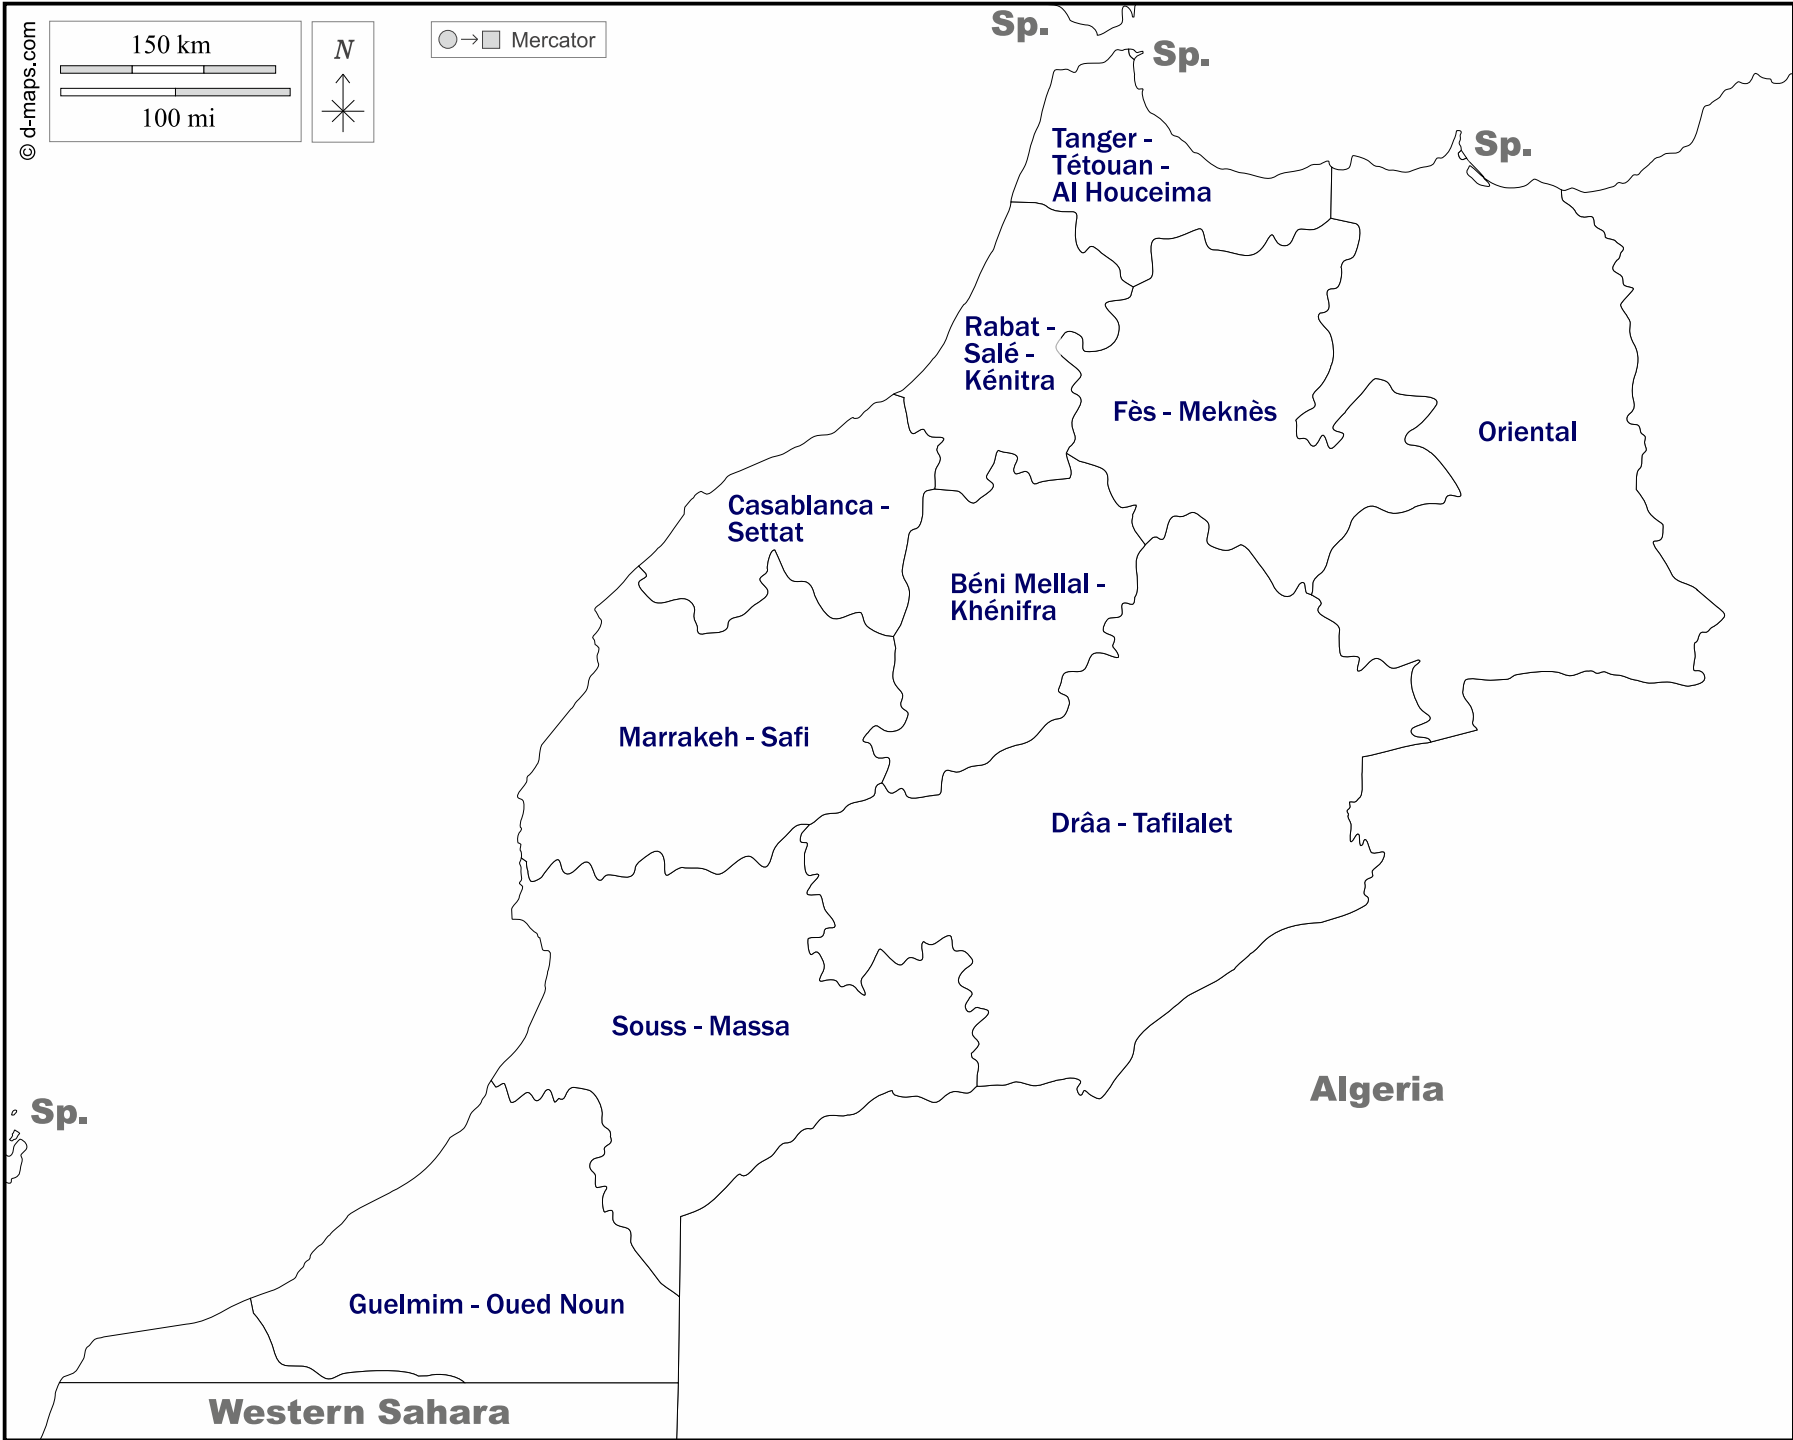 © d-maps.com
150 km
100 mi
N
Mercator
Sp.
Sp.
Sp.
Tanger -
Tétouan -
Al Houceima
Rabat -
Salé -
Kénitra
Fès - Meknès
Oriental
Casablanca -
Settat
Béni Mellal -
Khénifra
Marrakeh - Safi
Drâa - Tafilalet
Souss - Massa
Algeria
Sp.
Guelmim - Oued Noun
Western Sahara